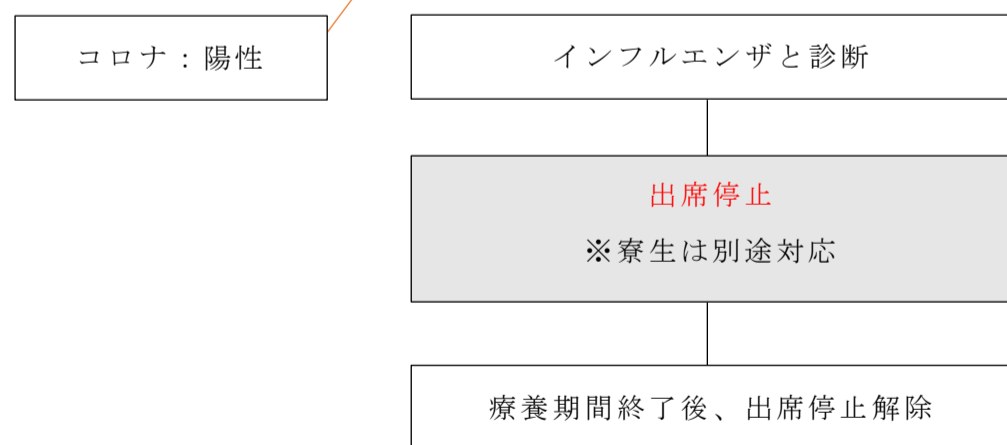 コロナ：陽性
インフルエンザと診断
出席停止
※寮生は別途対応
療養期間終了後、出席停止解除